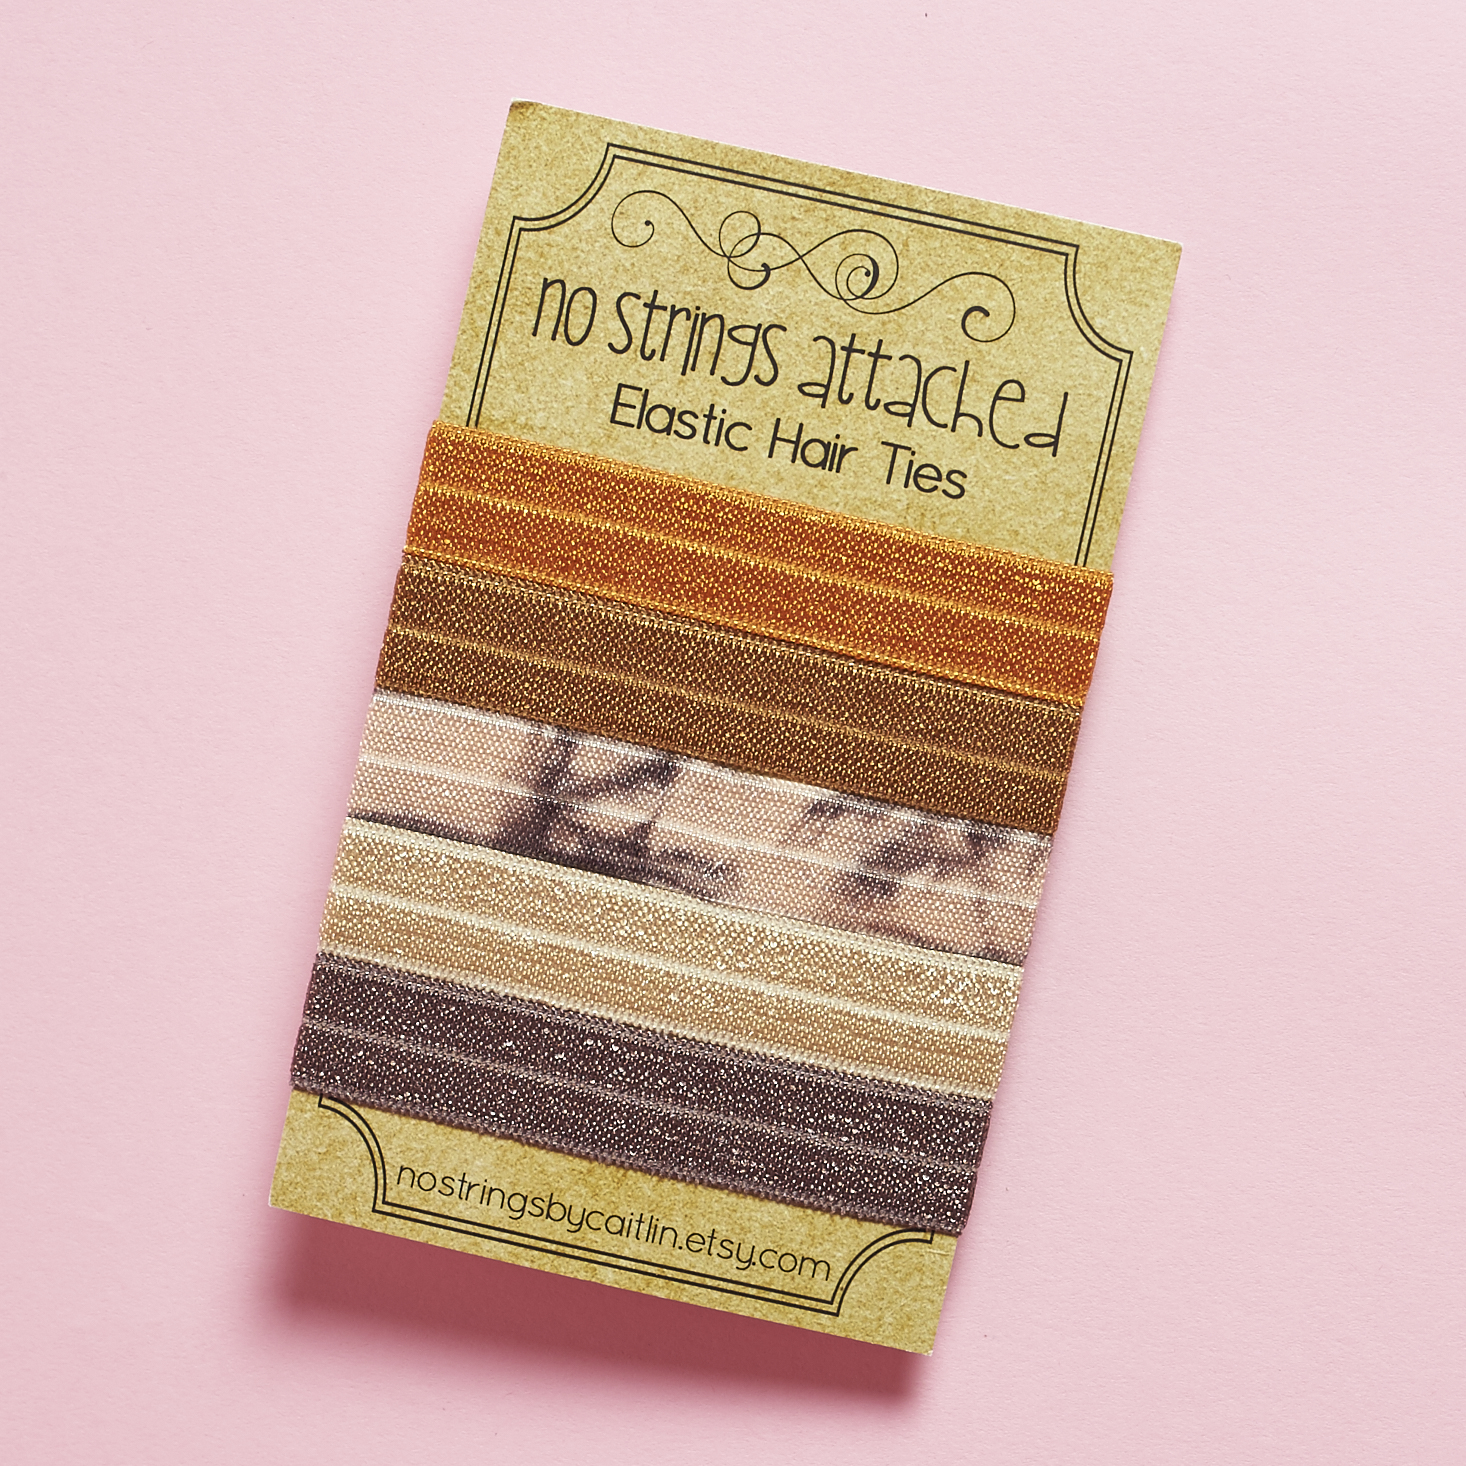 no strings attached
Elastic Hair Ties
nostringsbycaitlin.etsy.com